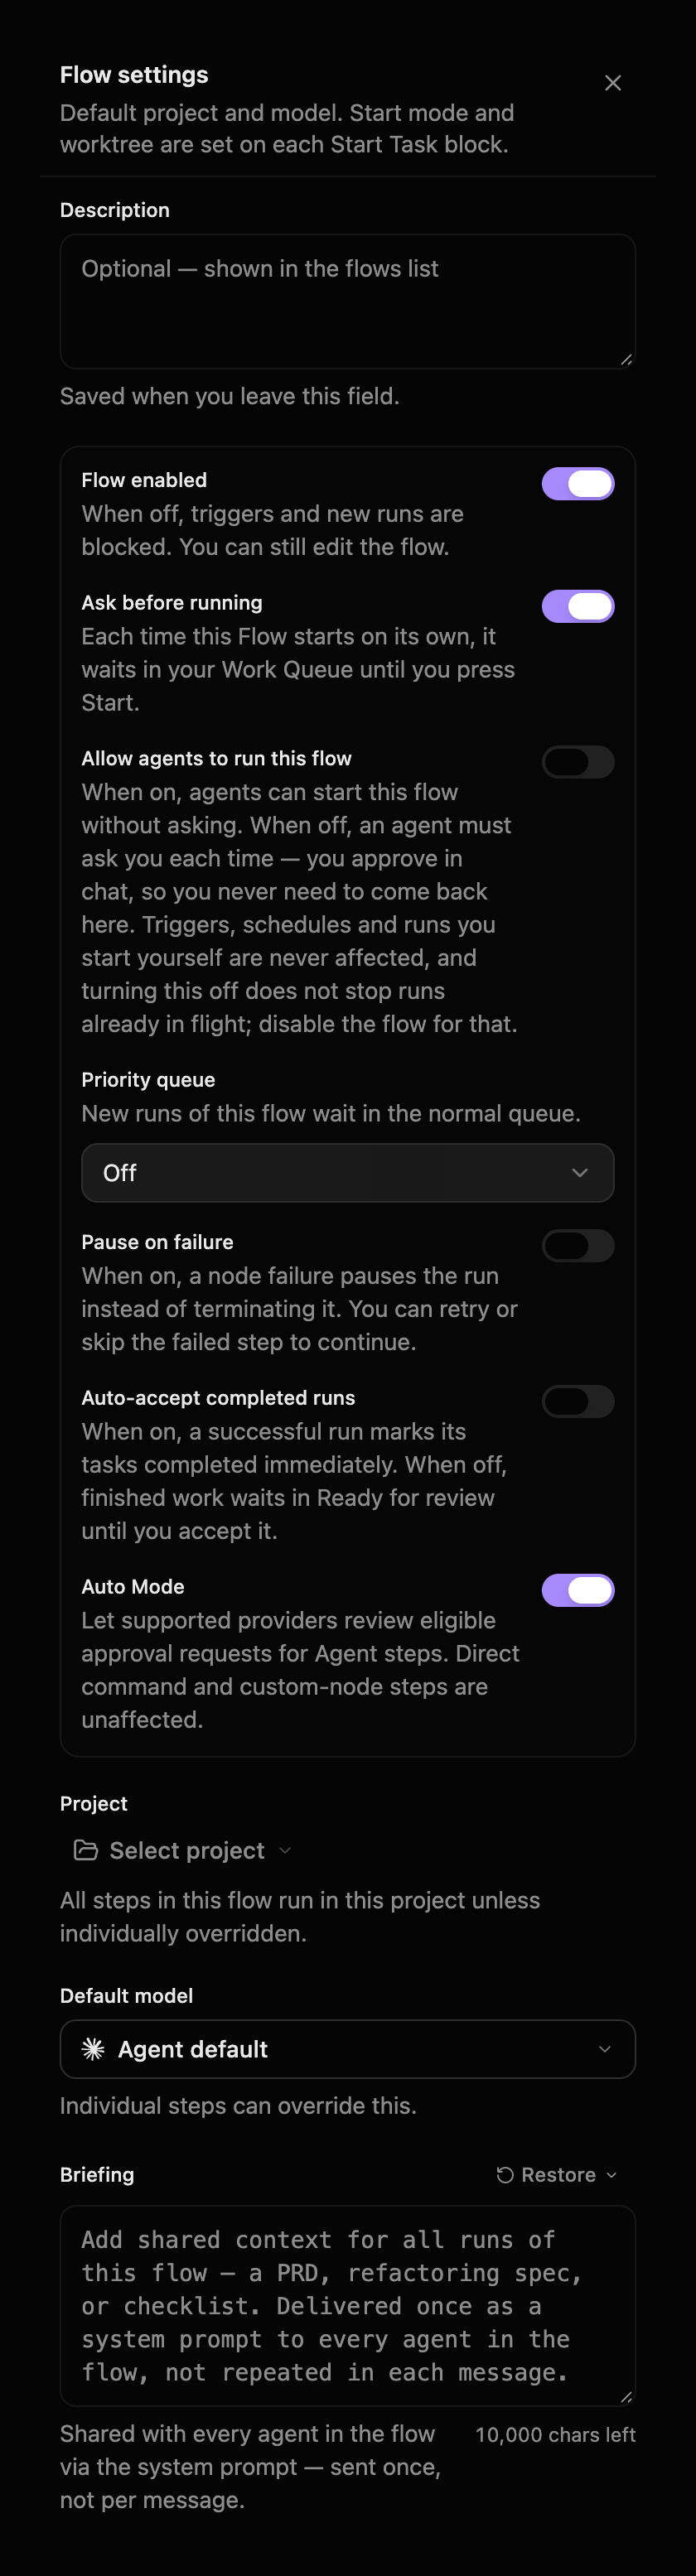 Flow settings
Default project and model. Start mode and
worktree are set on each Start Task block.
Description
Optional — shown in the flows list
Saved when you leave this field.
Flow enabled
When off, triggers and new runs are
blocked. You can still edit the flow.
Ask before running
Each time this Flow starts on its own, it
waits in your Work Queue until you press
Start.
Allow agents to run this flow
When on, agents can start this flow
without asking. When off, an agent must
ask you each time — you approve in
chat, so you never need to come back
here. Triggers, schedules and runs you
start yourself are never affected, and
turning this off does not stop runs
already in flight; disable the flow for that.
Priority queue
New runs of this flow wait in the normal queue.
Off
Pause on failure
When on, a node failure pauses the run
instead of terminating it. You can retry or
skip the failed step to continue.
Auto-accept completed runs
When on, a successful run marks its
tasks completed immediately. When off,
finished work waits in Ready for review
until you accept it.
Auto Mode
Let supported providers review eligible
approval requests for Agent steps. Direct
command and custom-node steps are
unaffected.
Project
Select project
All steps in this flow run in this project unless
individually overridden.
Default model
Agent default
Individual steps can override this.
Briefing
Restore
Add shared context for all runs of
this flow — a PRD, refactoring spec,
or checklist. Delivered once as a
system prompt to every agent in the
flow, not repeated in each message.
Shared with every agent in the flow
via the system prompt — sent once,
not per message.
10,000 chars left